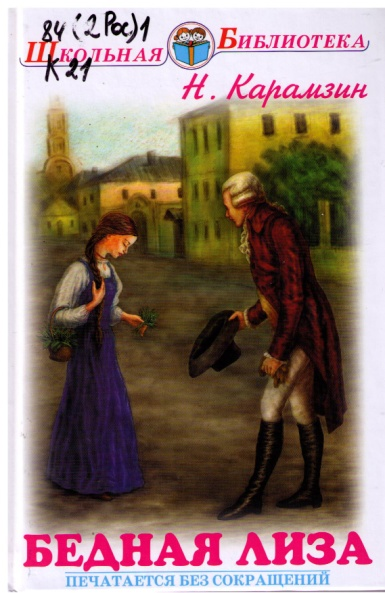 84 (2 Рос) 1
К 21
Школьная Библиотека
Н. Карамзин
БЕДНАЯ ЛИЗА
ПЕЧАТАЕТСЯ БЕЗ СОКРАЩЕНИЙ